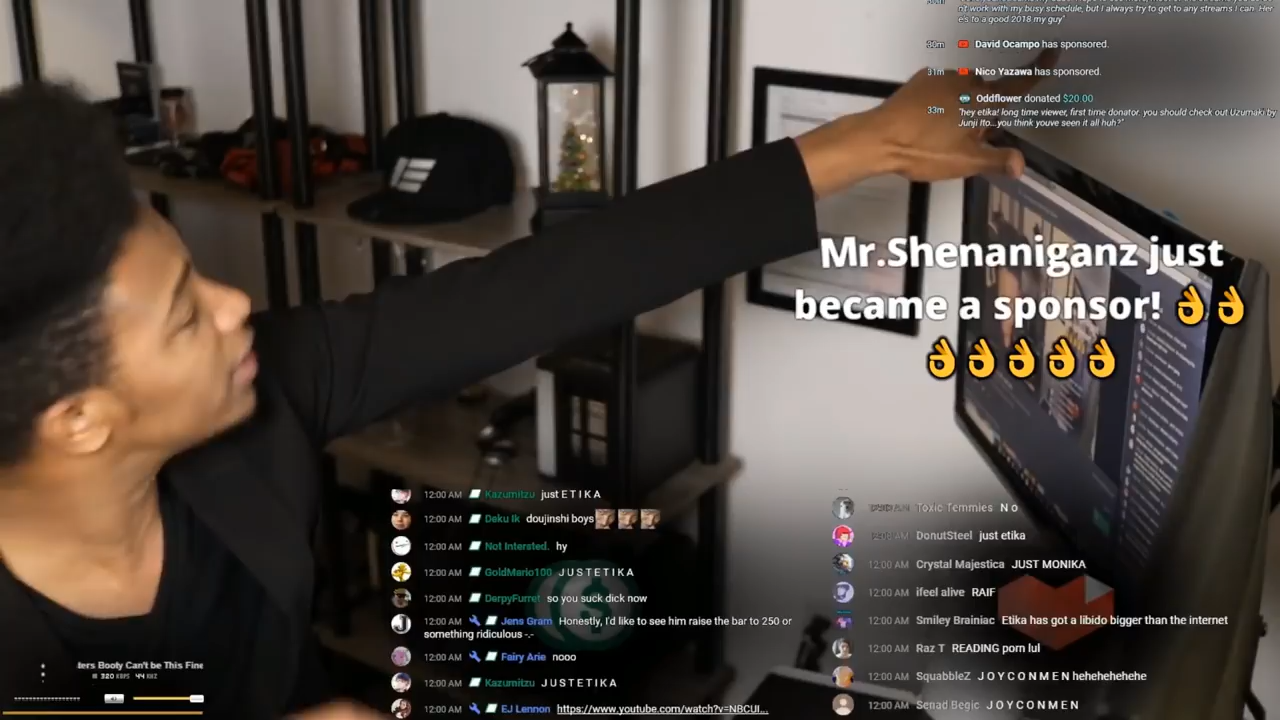 nt work with my busy schedule, but I always try to get to any streams I can. Her
e's to a good 2018 my guy"
30m David Ocampo has sponsored.
31m Nico Yazawa has sponsored.
33m Oddflower donated $20.00
"hey etika! long time viewer, first time donator. you should check out Uzumaki by
Junji Ito...you think youve seen it all huh?"
Mr.Shenaniganz just
became a sponsor! 👌👌
👌👌👌👌👌
12:00 AM Kazumitzu just E T I K A
12:00 AM Deku Ik doujinshi boys
12:00 AM Not Intersted. hy
12:00 AM GoldMario100 J U S T E T I K A
12:00 AM DerpyFurret so you suck dick now
12:00 AM Jens Gram Honestly, I'd like to see him raise the bar to 250 or
something ridiculous -.-
12:00 AM Fairy Arie nooo
12:00 AM Kazumitzu J U S T E T I K A
12:00 AM EJ Lennon https://www.youtube.com/watch?v=NBCUI...
Toxic Temmies N o
12:00 AM DonutSteel just etika
12:00 AM Crystal Majestica JUST MONIKA
12:00 AM ifeel alive RAIF
12:00 AM Smiley Brainiac Etika has got a libido bigger than the internet
12:00 AM Raz T READING porn lul
12:00 AM SquabbleZ J O Y C O N M E N hehehehehehe
12:00 AM Senad Begic J O Y C O N M E N
ters Booty Can't be This Fine
320 KBPS 44 KHZ